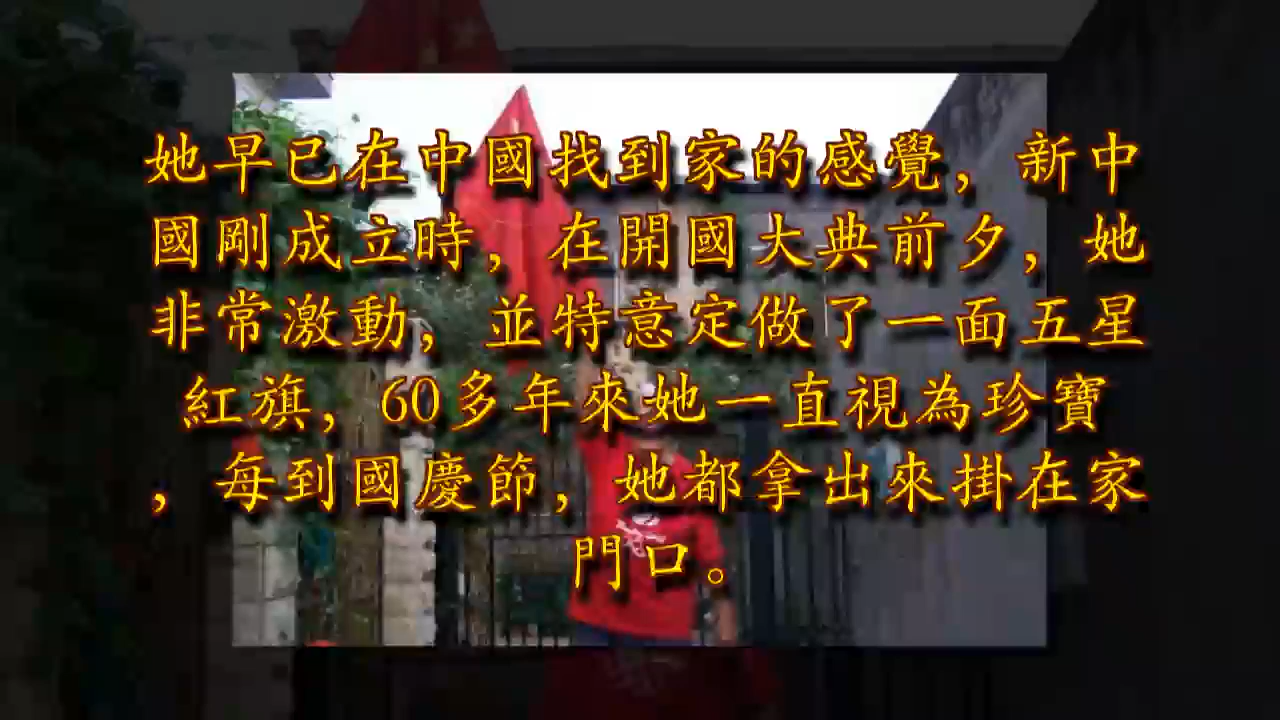 她早已在中國找到家的感覺，新中
國剛成立時，在開國大典前夕，她
非常激動，並特意定做了一面五星
紅旗，60多年來她一直視為珍寶
，每到國慶節，她都拿出來掛在家
門口。